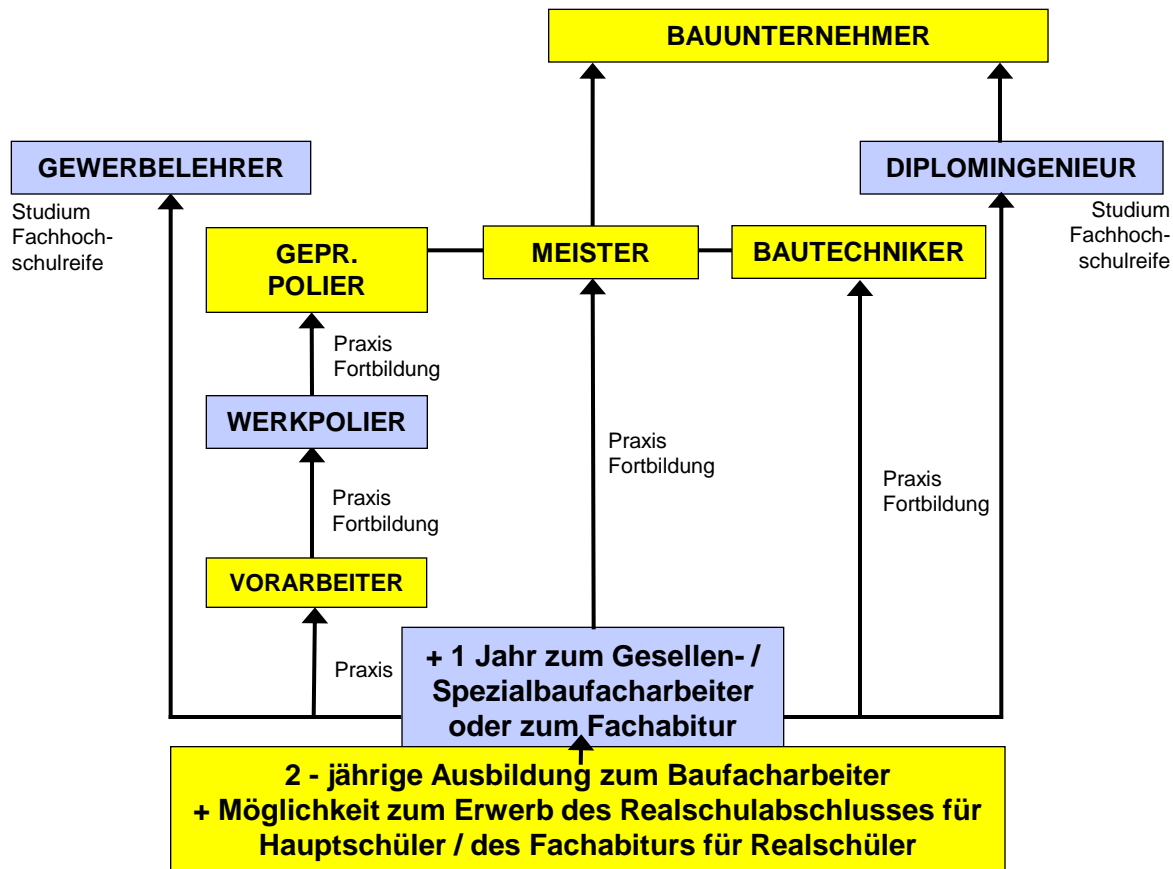 BAUUNTERNEHMER
GEWERBELEHRER
DIPLOMINGENIEUR
Studium
Fachhoch-
schulreife
Studium
Fachhoch-
schulreife
GEPR.
POLIER
MEISTER
BAUTECHNIKER
Praxis
Fortbildung
WERKPOLIER
Praxis
Fortbildung
Praxis
Fortbildung
Praxis
Fortbildung
VORARBEITER
Praxis
+ 1 Jahr zum Gesellen- /
Spezialbaufacharbeiter
oder zum Fachabitur
2 - jährige Ausbildung zum Baufacharbeiter
+ Möglichkeit zum Erwerb des Realschulabschlusses für
Hauptschüler / des Fachabiturs für Realschüler